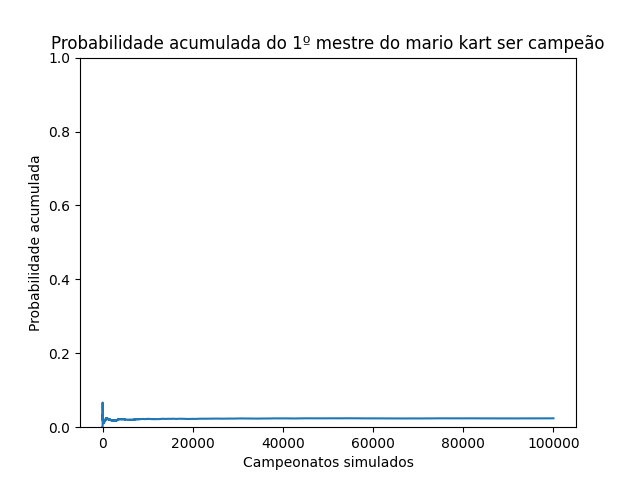 Probabilidade acumulada do 1º mestre do mario kart ser campeão
1.0
0.8
0.6
0.4
0.2
0.0
Probabilidade acumulada
0 20000 40000 60000 80000 100000
Campeonatos simulados